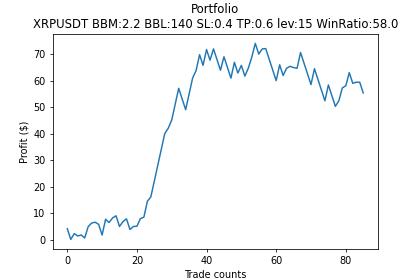 Portfolio
XRPUSDT BBM:2.2 BBL:140 SL:0.4 TP:0.6 lev:15 WinRatio:58.0
Profit ($)
70
60
50
40
30
20
10
0
0 20 40 60 80
Trade counts